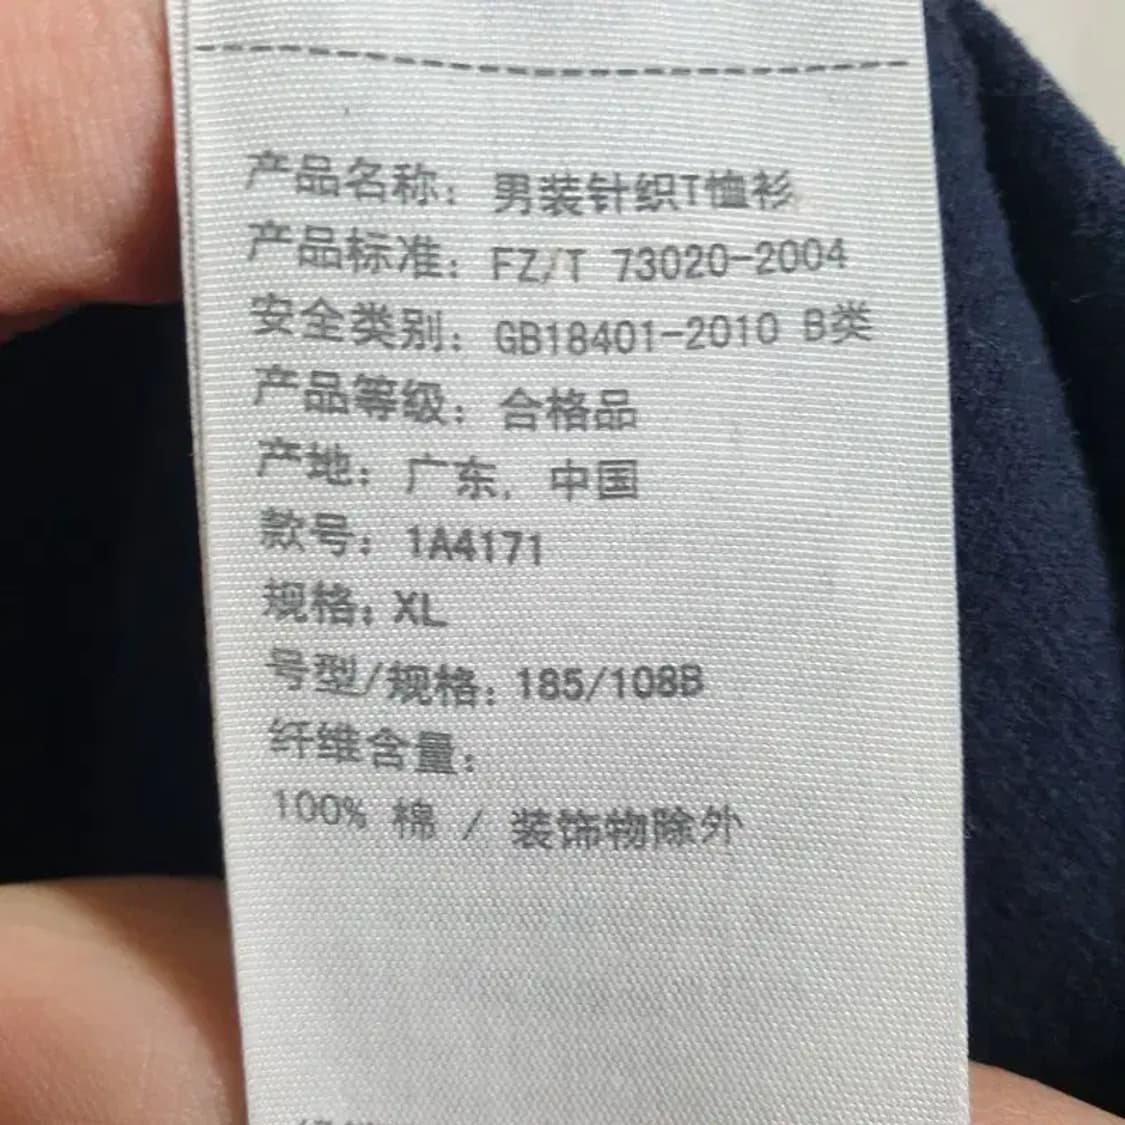 产品名称：男装针织T恤衫
产品标准：FZ/T 73020-2004
安全类别：GB18401-2010 B类
产品等级：合格品
产地：广东，中国
款号：1A4171
规格：XL
号型/规格：185/108B
纤维含量：
100% 棉 / 装饰物除外